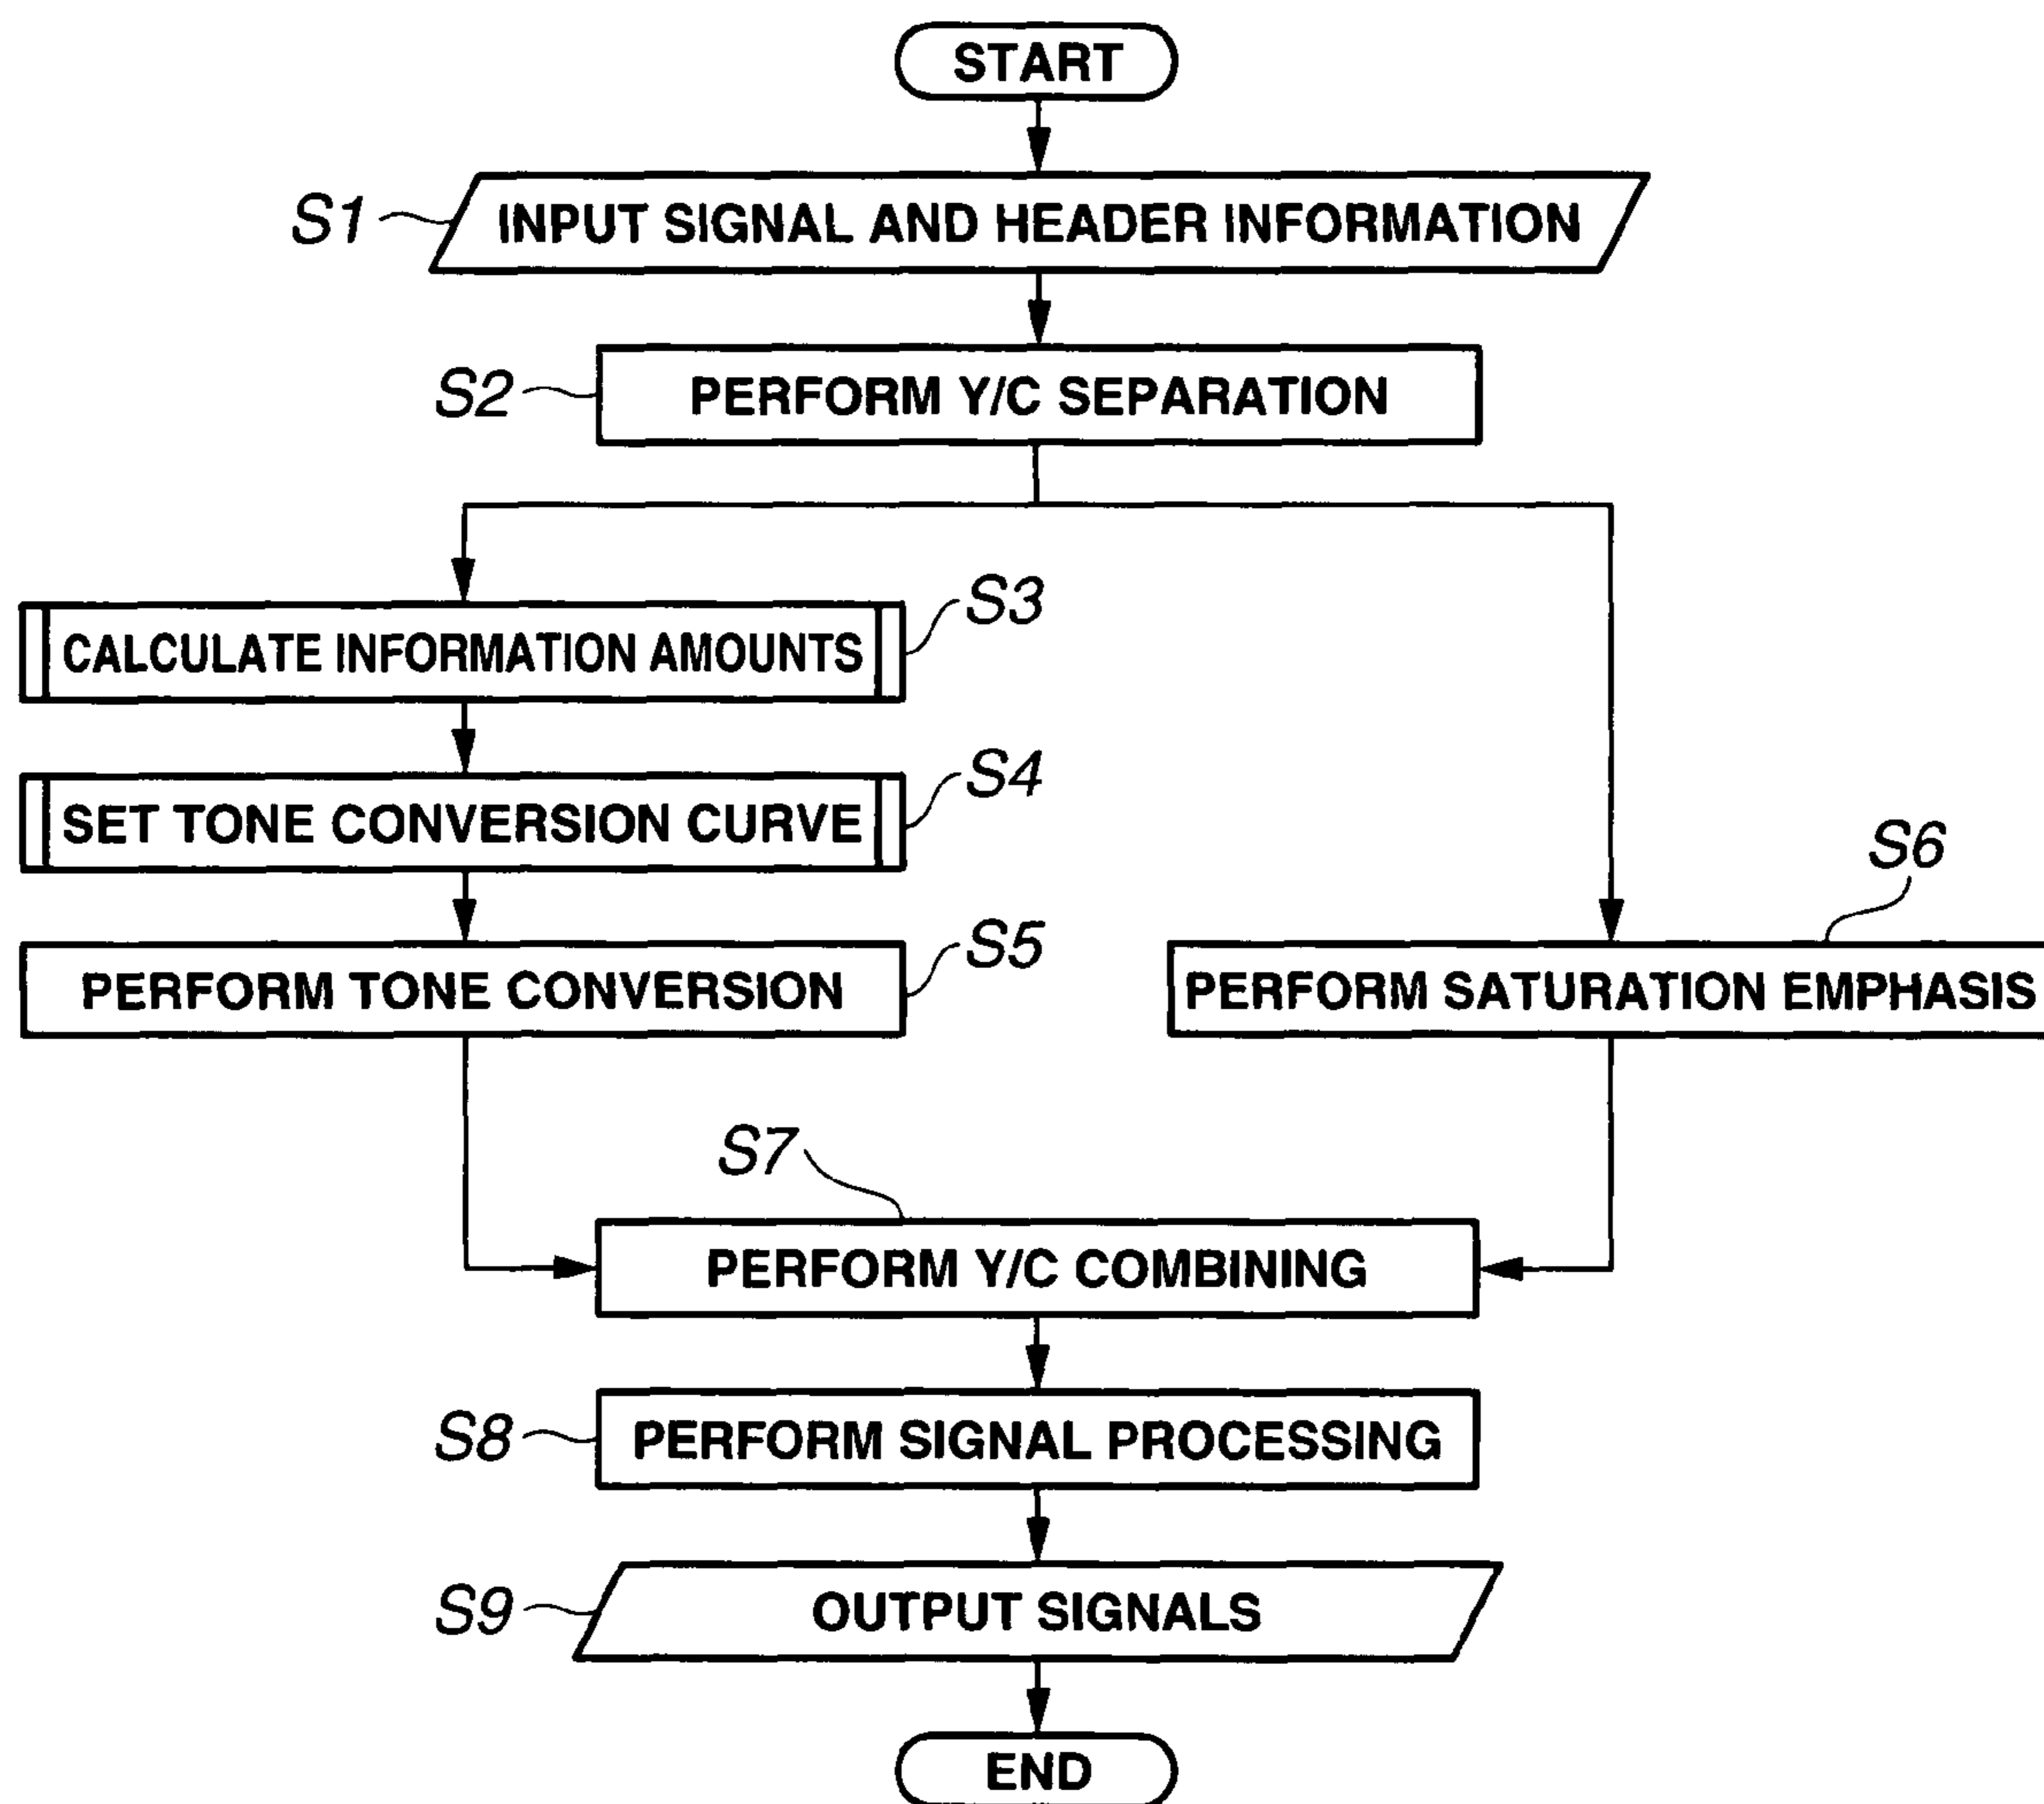 START
S1
INPUT SIGNAL AND HEADER INFORMATION
S2
PERFORM Y/C SEPARATION
S3
CALCULATE INFORMATION AMOUNTS
S4
SET TONE CONVERSION CURVE
S5
PERFORM TONE CONVERSION
S6
PERFORM SATURATION EMPHASIS
S7
PERFORM Y/C COMBINING
S8
PERFORM SIGNAL PROCESSING
S9
OUTPUT SIGNALS
END